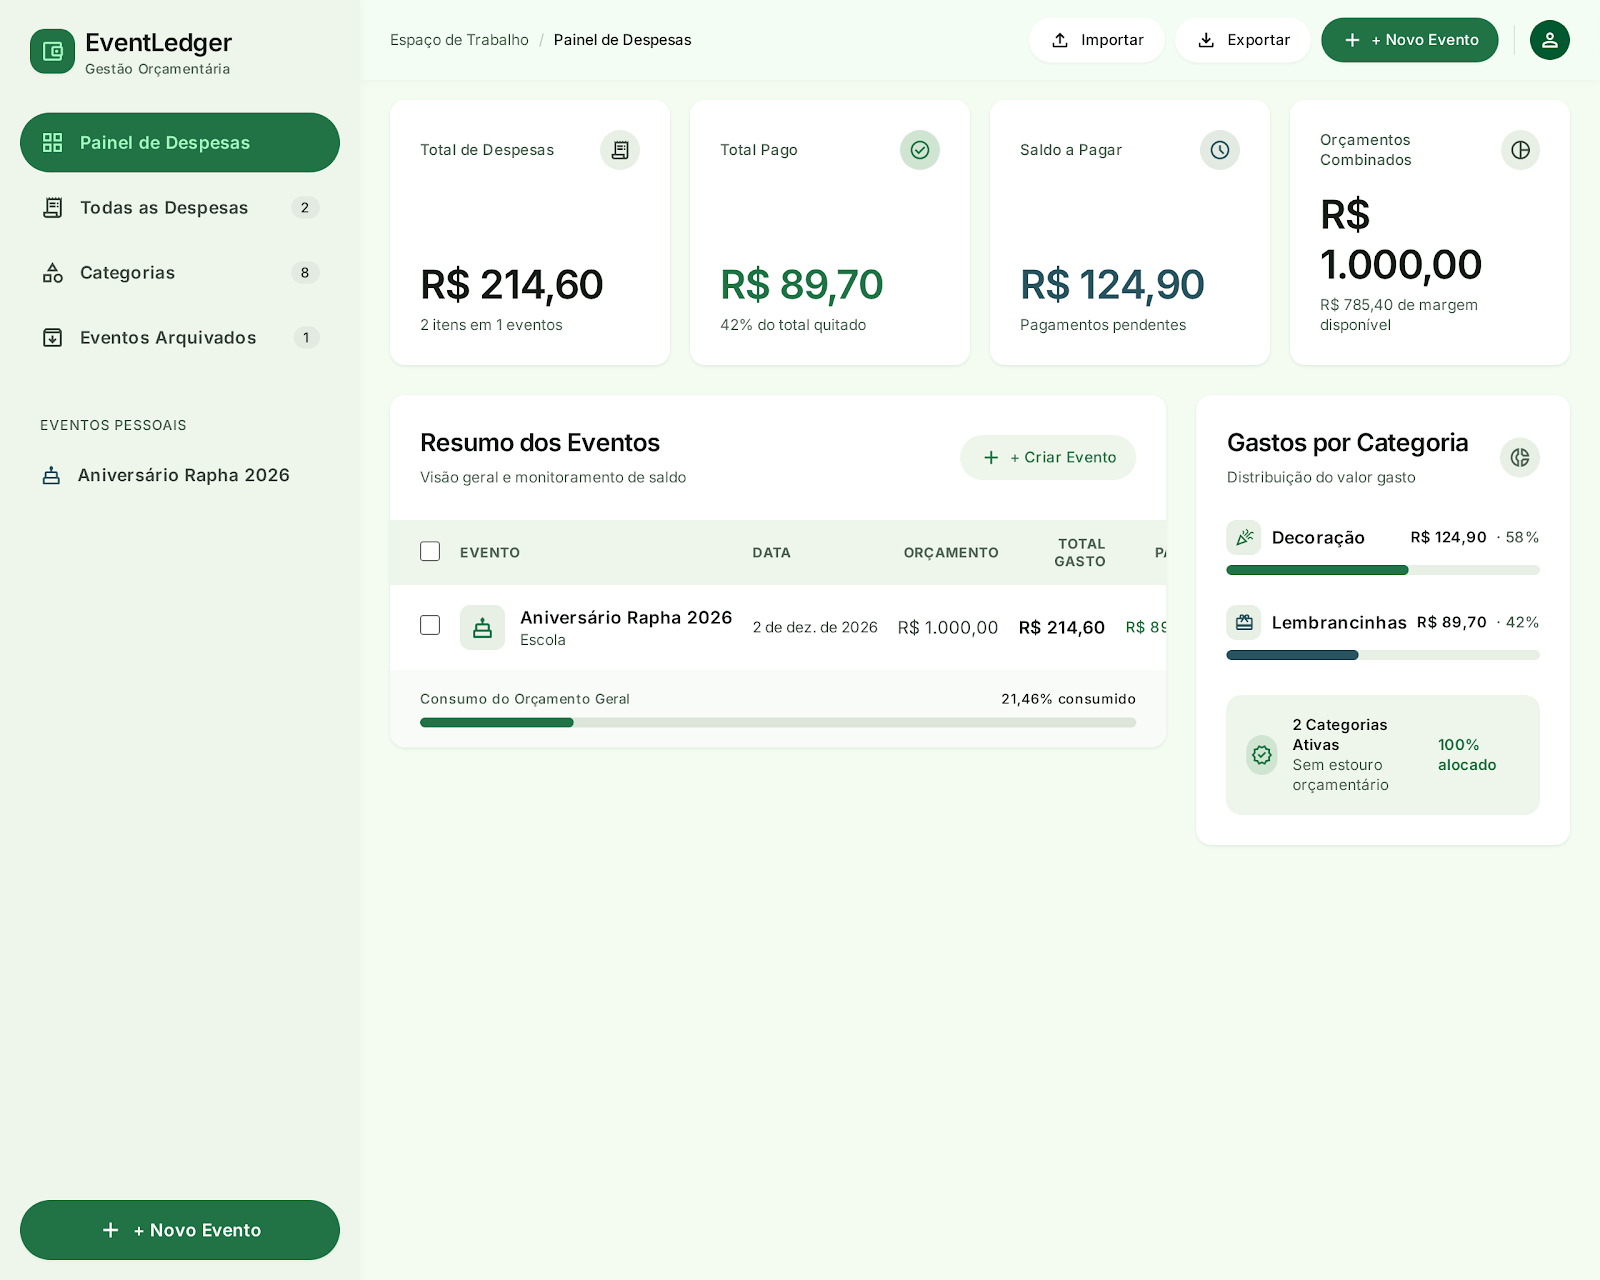 EventLedger
Gestão Orçamentária
Painel de Despesas
Todas as Despesas 2
Categorias 8
Eventos Arquivados 1
EVENTOS PESSOAIS
Aniversário Rapha 2026
+ Novo Evento
Espaço de Trabalho / Painel de Despesas
Importar
Exportar
+ Novo Evento
Total de Despesas
R$ 214,60
2 itens em 1 eventos
Total Pago
R$ 89,70
42% do total quitado
Saldo a Pagar
R$ 124,90
Pagamentos pendentes
Orçamentos
Combinados
R$
1.000,00
R$ 785,40 de margem
disponível
Resumo dos Eventos
Visão geral e monitoramento de saldo
+ Criar Evento
EVENTO DATA ORÇAMENTO TOTAL
GASTO
Aniversário Rapha 2026
Escola
2 de dez. de 2026 R$ 1.000,00 R$ 214,60 R$ 89
Consumo do Orçamento Geral 21,46% consumido
Gastos por Categoria
Distribuição do valor gasto
Decoração R$ 124,90 · 58%
Lembrancinhas R$ 89,70 · 42%
2 Categorias
Ativas
Sem estouro
orçamentário
100%
alocado